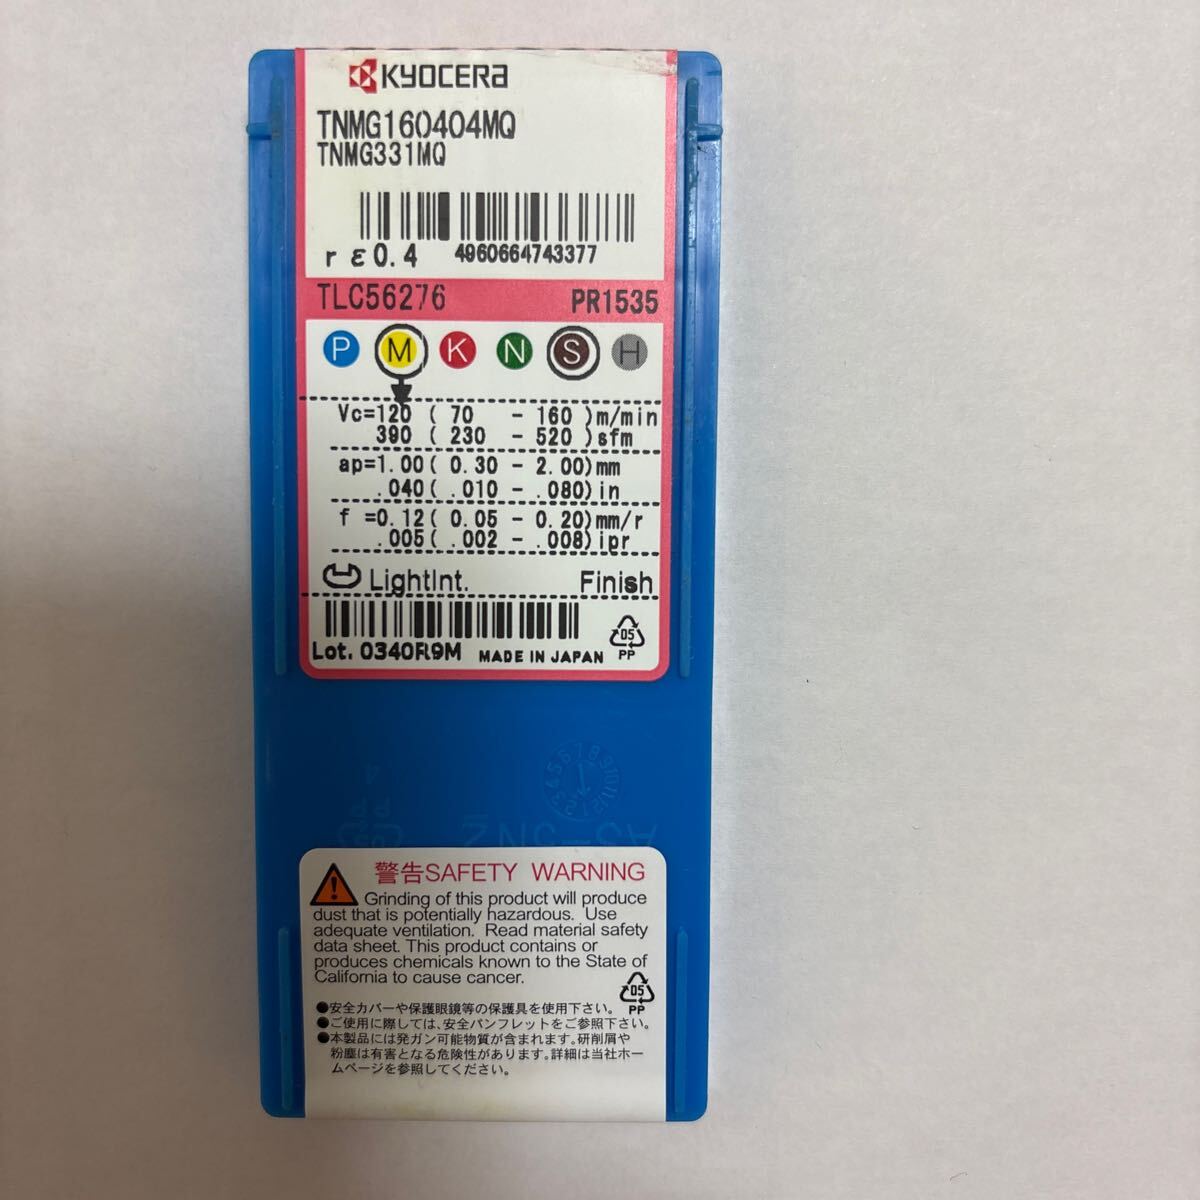 KYOCERA
TNMG160404MQ
TNMG331MQ
rε0.4 4960664743377
TLC56276 PR1535
P M K N S H
Vc=120 ( 70 - 160 )m/min
390 ( 230 - 520 )sfm
ap=1.00( 0.30 - 2.00)mm
.040( .010 - .080)in
f =0.12( 0.05 - 0.20)mm/r
.005( .002 - .008)ipr
LightInt. Finish
05
Lot. 0340R9M MADE IN JAPAN PP
警告SAFETY WARNING
Grinding of this product will produce
dust that is potentially hazardous. Use
adequate ventilation. Read material safety
data sheet. This product contains or
produces chemicals known to the State of
California to cause cancer.
05
PP
●安全カバーや保護眼鏡等の保護具を使用下さい。
●ご使用に際しては、安全パンフレットをご参照下さい。
●本製品には発ガン可能物質が含まれます。研削屑や
粉塵は有害となる危険性があります。詳細は当社ホー
ムページを参照してください。